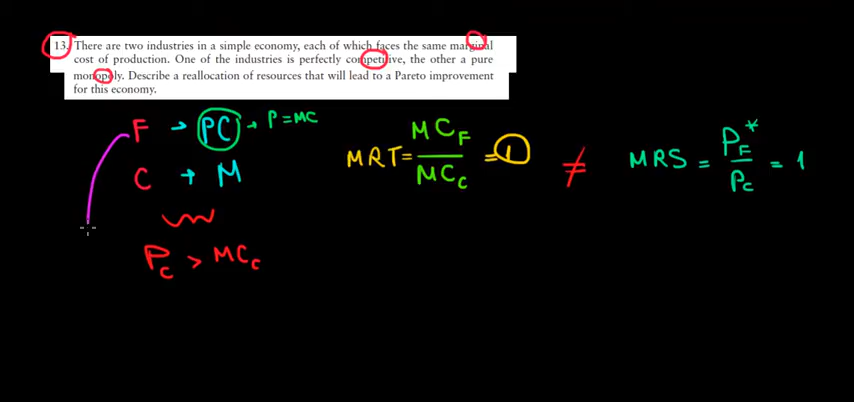 13. There are two industries in a simple economy, each of which faces the same marginal
cost of production. One of the industries is perfectly competitive, the other a pure
monopoly. Describe a reallocation of resources that will lead to a Pareto improvement
for this economy.
F → PC → P = MC
C → M
P_C > MC_C
MRT = MC_F / MC_C = 1 ≠ MRS = P_F* / P_C = 1